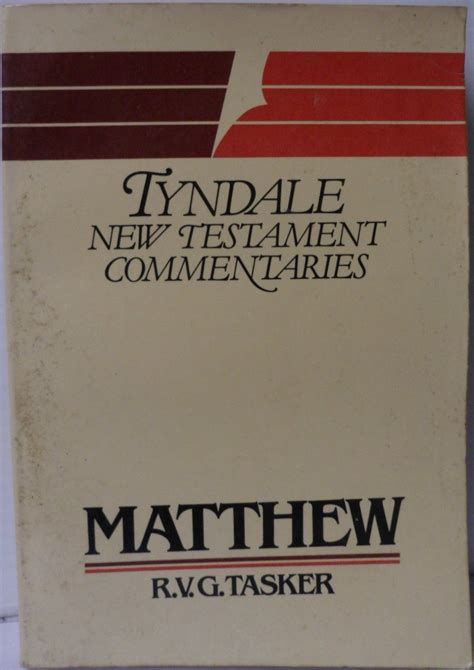 TYNDALE
NEW TESTAMENT
COMMENTARIES
MATTHEW
R.V.G. TASKER